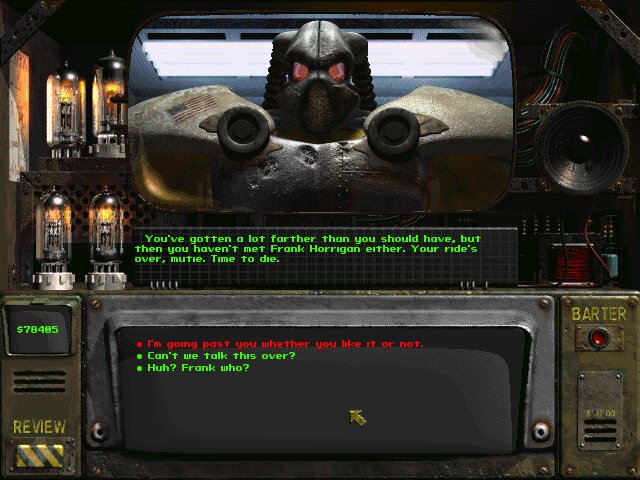 You've gotten a lot farther than you should have, but
then you haven't met Frank Horrigan either. Your ride's
over, mutie. Time to die.
$78405
BARTER
• I'm going past you whether you like it or not.
• Can't we talk this over?
• Huh? Frank who?
REVIEW